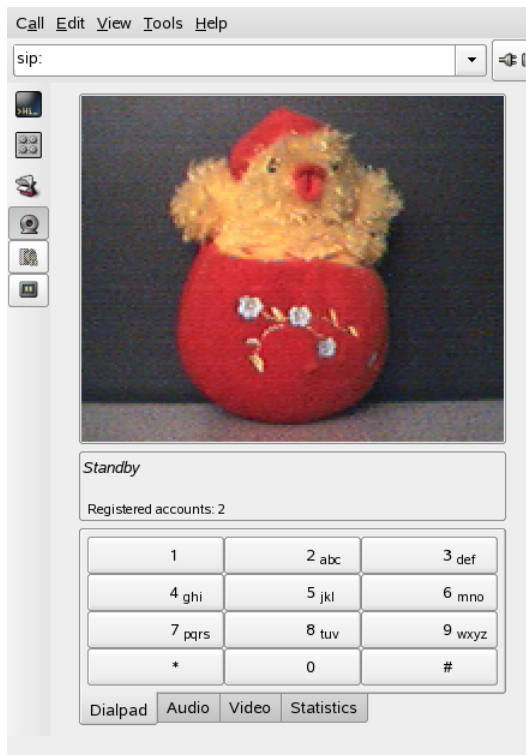 Call Edit View Tools Help
sip:
>Hi...
Standby
Registered accounts: 2
1 2 abc 3 def
4 ghi 5 jkl 6 mno
7 pqrs 8 tuv 9 wxyz
* 0 #
Dialpad Audio Video Statistics